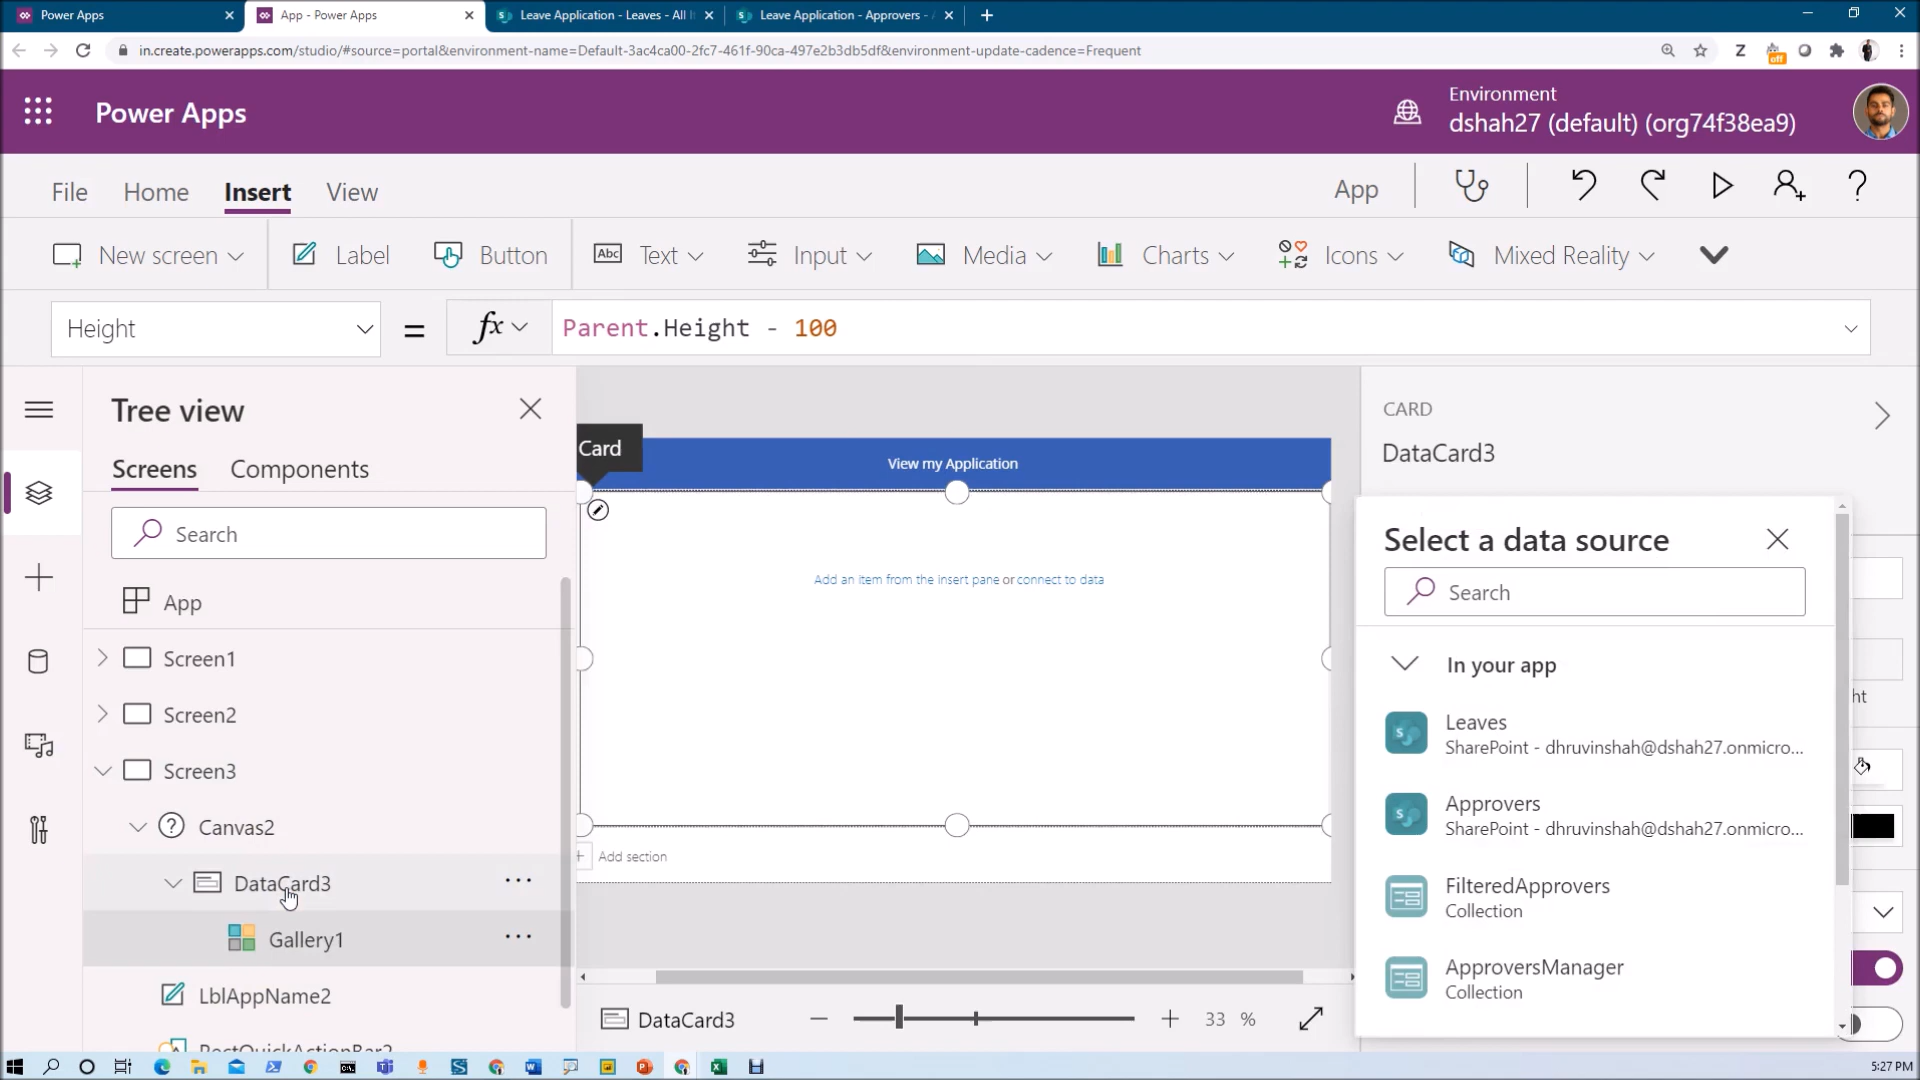 Power Apps
App - Power Apps
Leave Application - Leaves - All I
Leave Application - Approvers -
in.create.powerapps.com/studio/#source=portal&environment-name=Default-3ac4ca00-2fc7-461f-90ca-497e2b3db5df&environment-update-cadence=Frequent
Z
off
Power Apps
Environment
dshah27 (default) (org74f38ea9)
File
Home
Insert
View
App
?
New screen
Label
Button
Abc
Text
Input
Media
Charts
Icons
Mixed Reality
Height
=
fx
Parent.Height - 100
Tree view
Screens
Components
Search
App
Screen1
Screen2
Screen3
Canvas2
DataCard3
Gallery1
LblAppName2
RectQuickActionBar2
Card
View my Application
Add an item from the insert pane or connect to data
Add section
DataCard3
33 %
CARD
DataCard3
Select a data source
Search
In your app
Leaves
SharePoint - dhruvinshah@dshah27.onmicro...
Approvers
SharePoint - dhruvinshah@dshah27.onmicro...
FilteredApprovers
Collection
ApproversManager
Collection
ht
5:27 PM